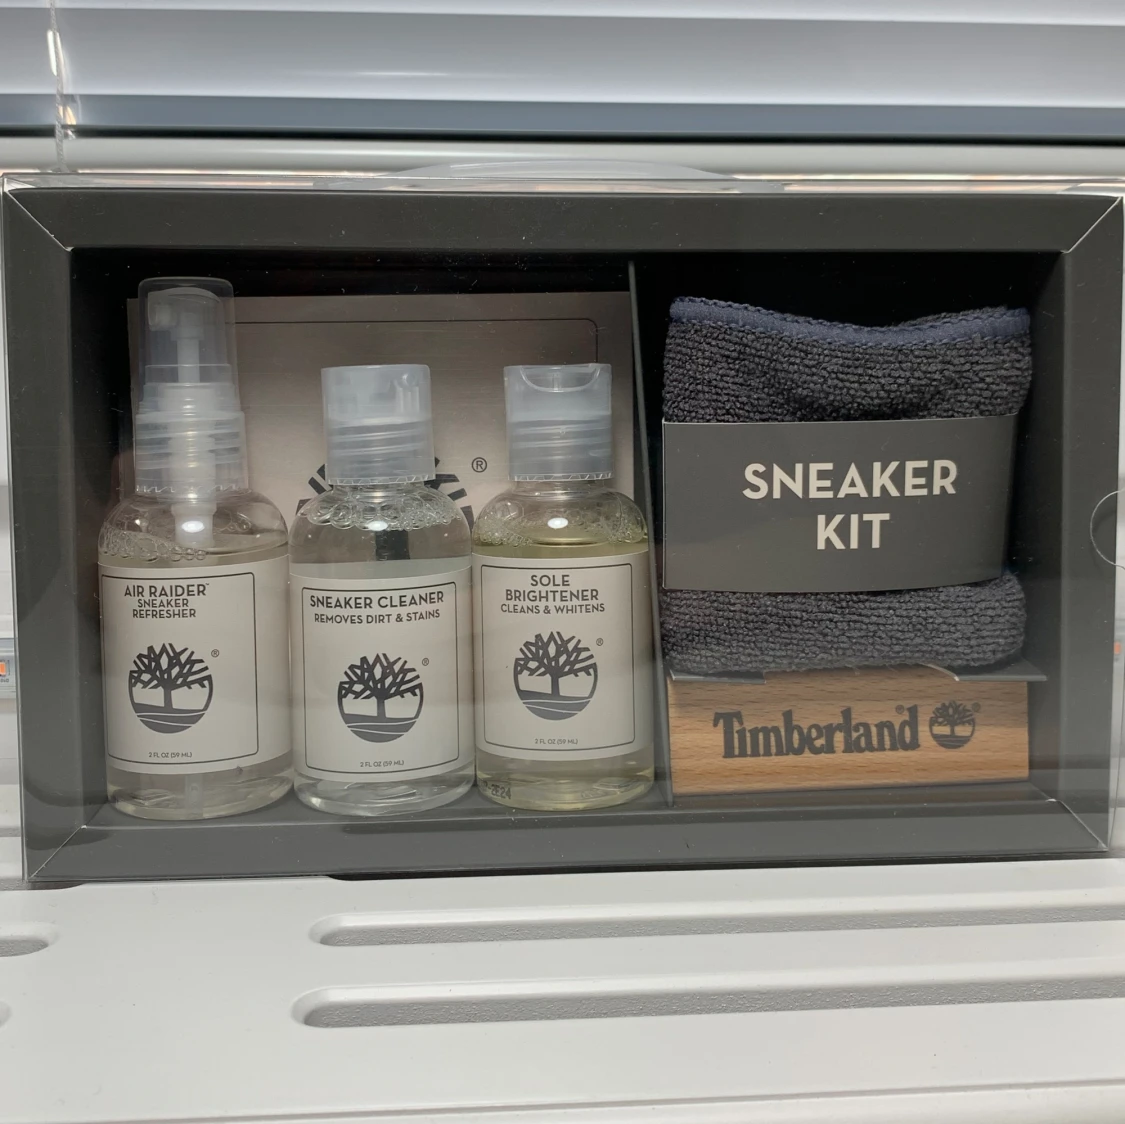 AIR RAIDER™
SNEAKER
REFRESHER
®
2 FL OZ (59 ML)
SNEAKER CLEANER
REMOVES DIRT & STAINS
®
2 FL OZ (59 ML)
®
SOLE
BRIGHTENER
CLEANS & WHITENS
®
2 FL OZ (59 ML)
SNEAKER
KIT
Timberland®